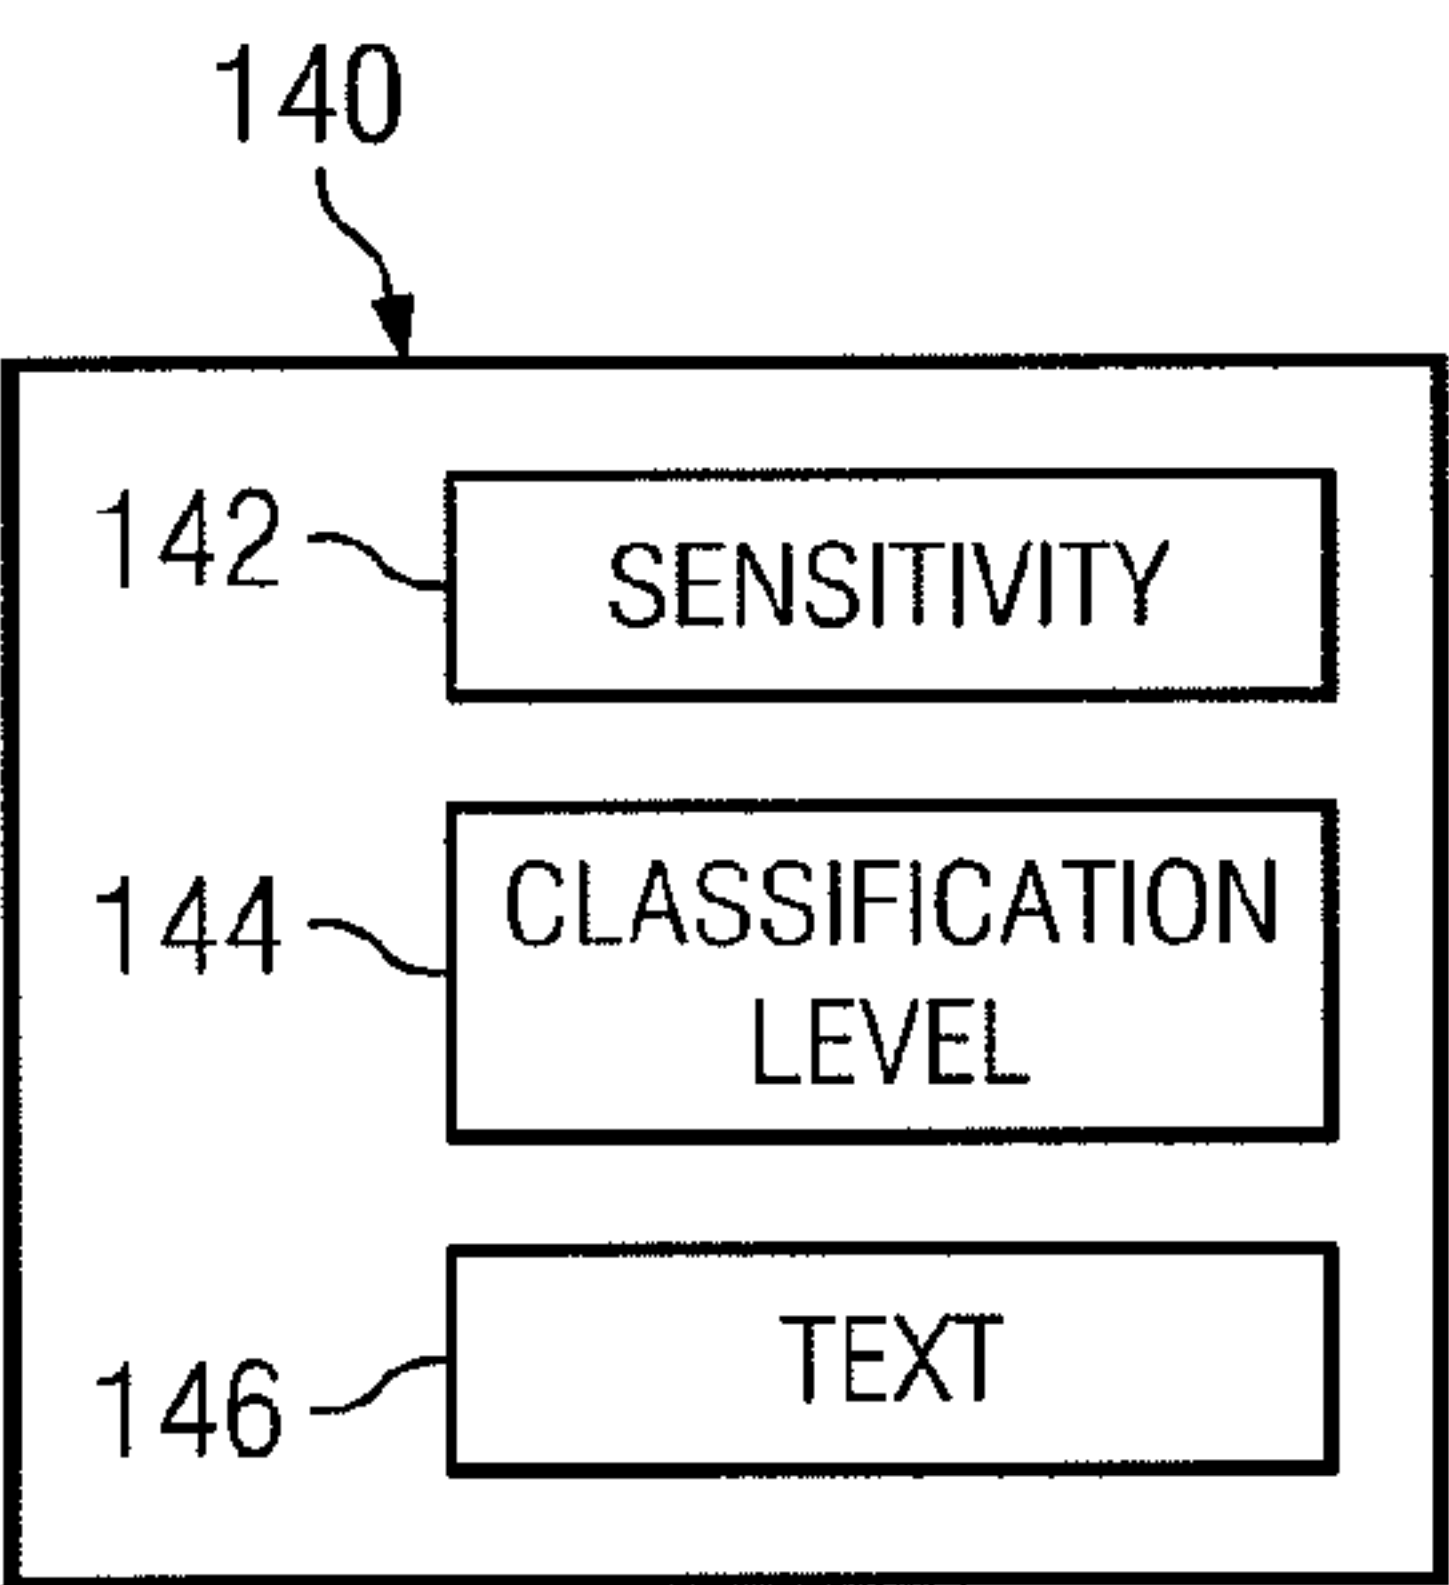 140
142
SENSITIVITY
144
CLASSIFICATION
LEVEL
146
TEXT